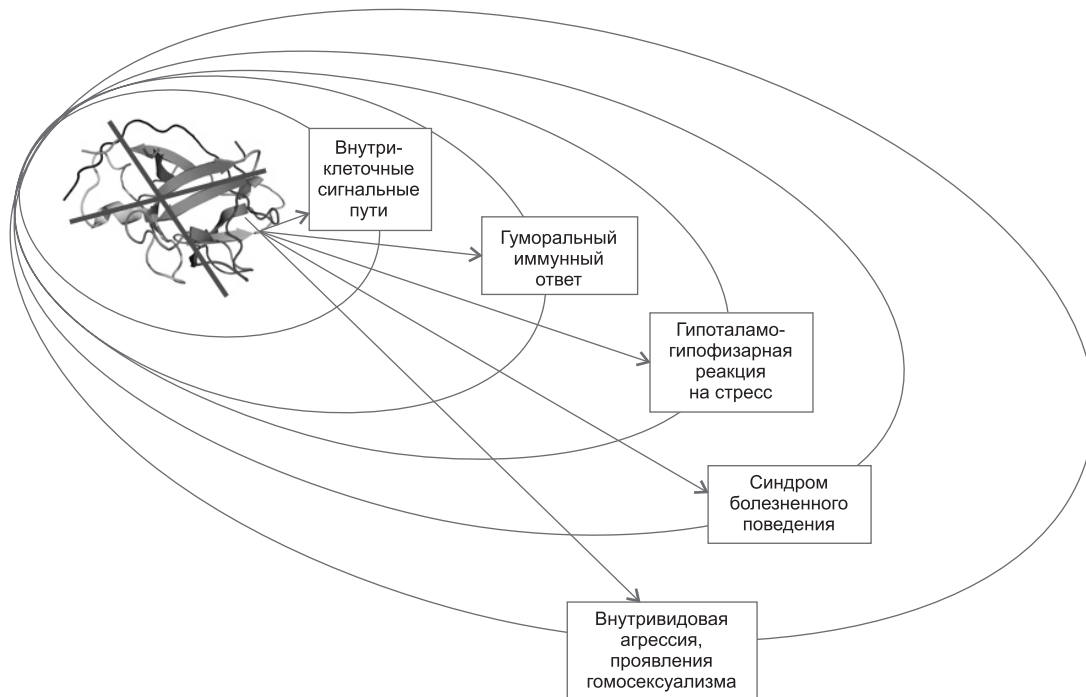 Внутри-
клеточные
сигнальные
пути
Гуморальный
иммунный
ответ
Гипоталамо-
гипофизарная
реакция
на стресс
Синдром
болезненного
поведения
Внутривидовая
агрессия,
проявления
гомосексуализма